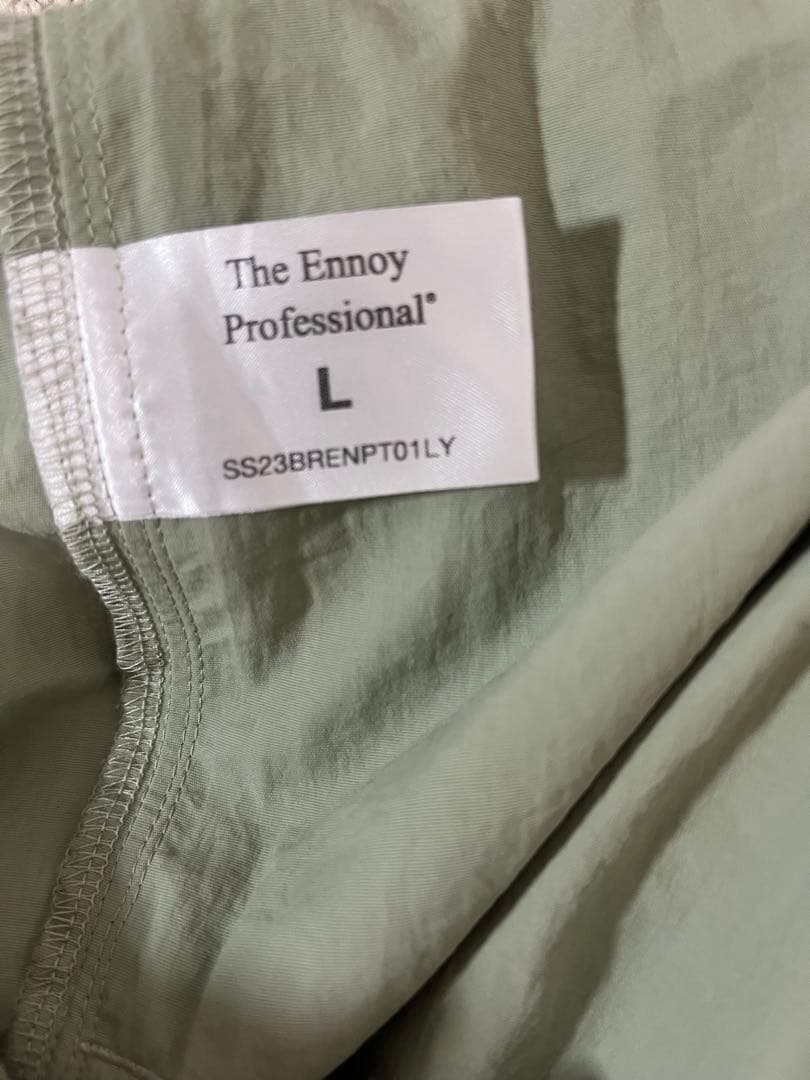 The Ennoy
Professional®
L
SS23BRENPT01LY